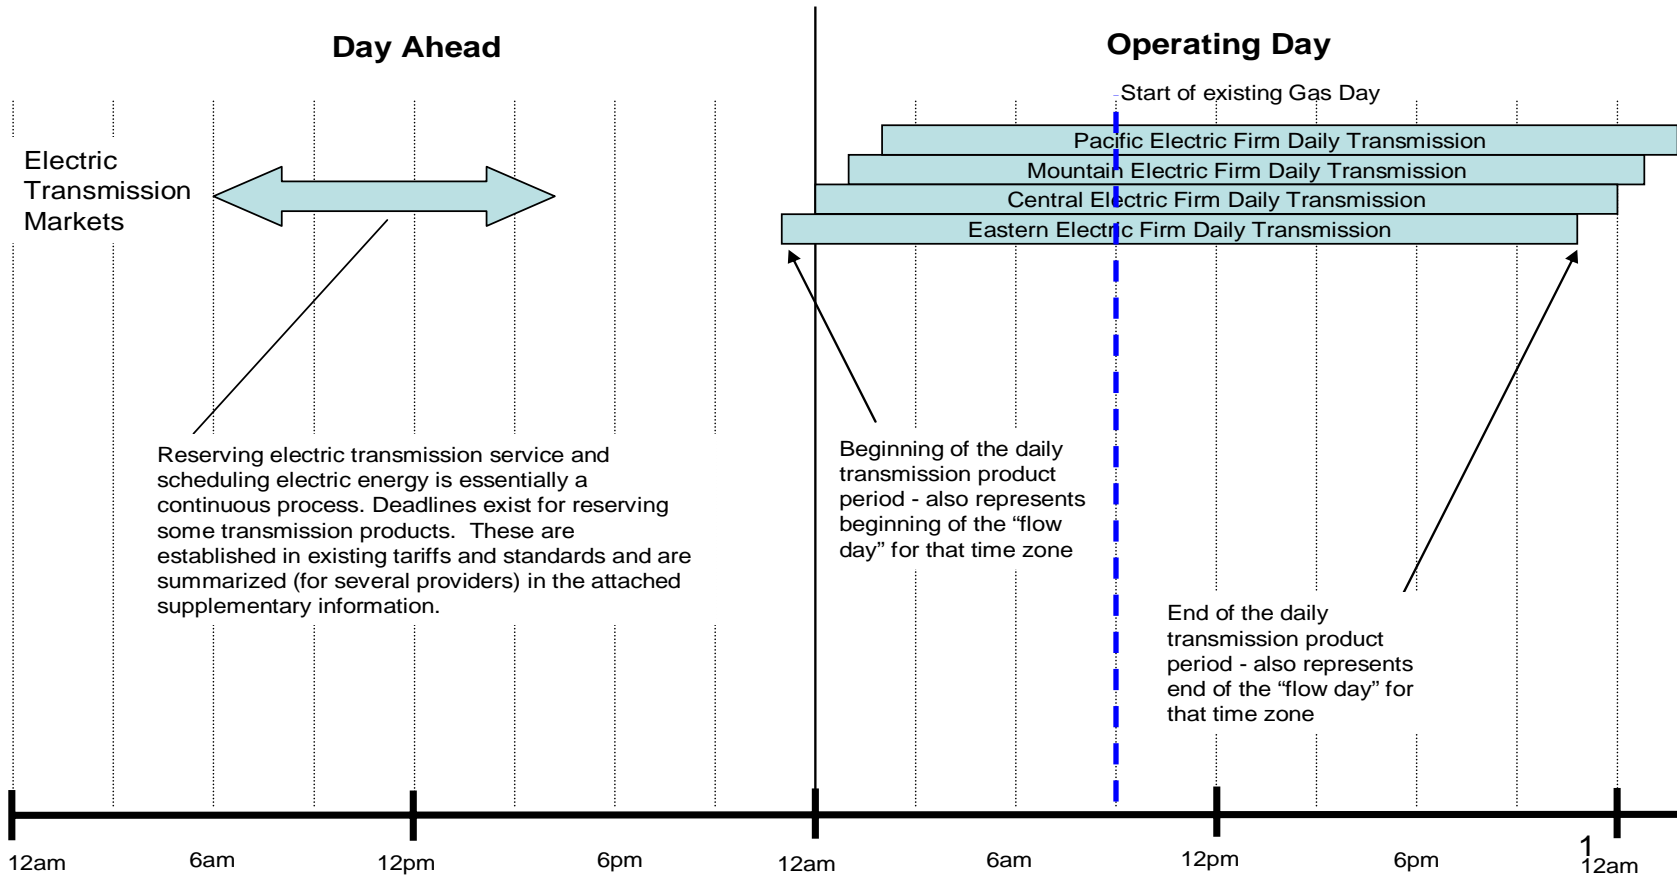 Day Ahead
Operating Day
Start of existing Gas Day
Electric
Transmission
Markets
Pacific Electric Firm Daily Transmission
Mountain Electric Firm Daily Transmission
Central Electric Firm Daily Transmission
Eastern Electric Firm Daily Transmission
Reserving electric transmission service and
scheduling electric energy is essentially a
continuous process. Deadlines exist for reserving
some transmission products.  These are
established in existing tariffs and standards and are
summarized (for several providers) in the attached
supplementary information.
Beginning of the daily
transmission product
period - also represents
beginning of the “flow
day” for that time zone
End of the daily
transmission product
period - also represents
end of the “flow day” for
that time zone
12am
6am
12pm
6pm
12am
6am
12pm
6pm
1
12am